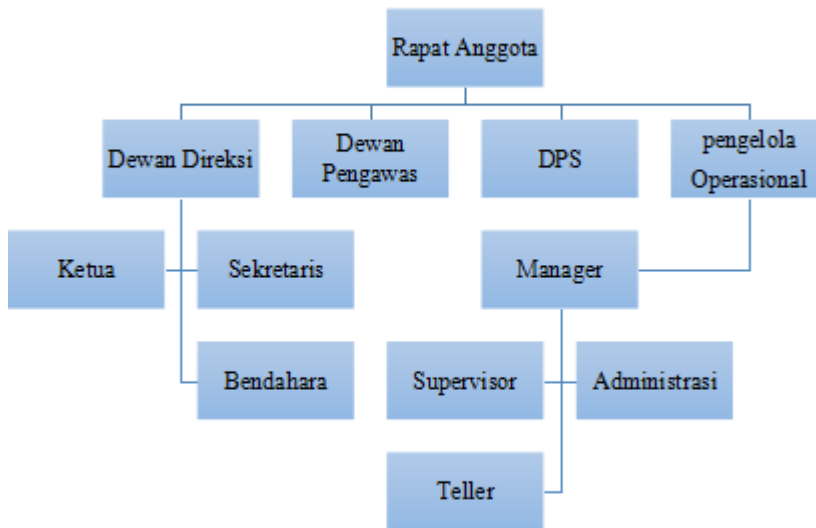 Rapat Anggota
Dewan Direksi
Dewan
Pengawas
DPS
pengelola
Operasional
Ketua
Sekretaris
Manager
Bendahara
Supervisor
Administrasi
Teller